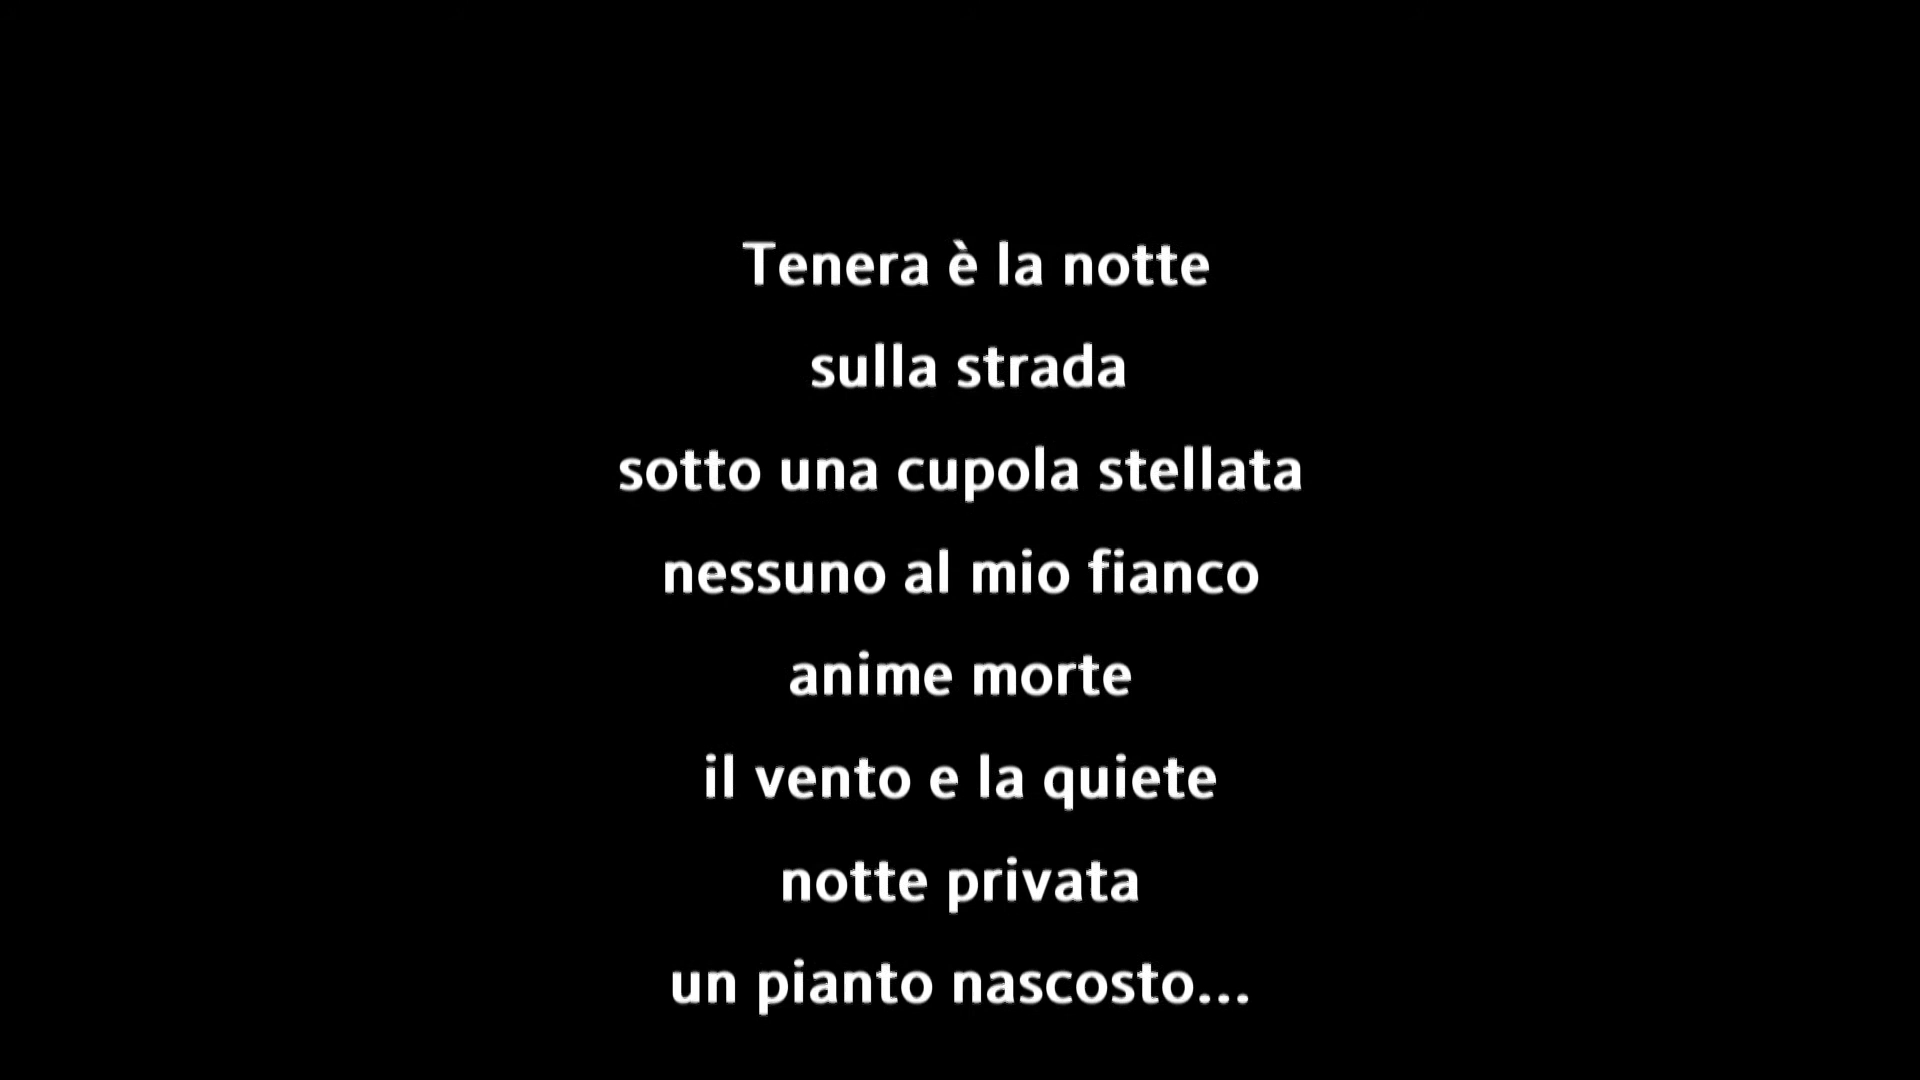 Tenera è la notte
sulla strada
sotto una cupola stellata
nessuno al mio fianco
anime morte
il vento e la quiete
notte privata
un pianto nascosto...